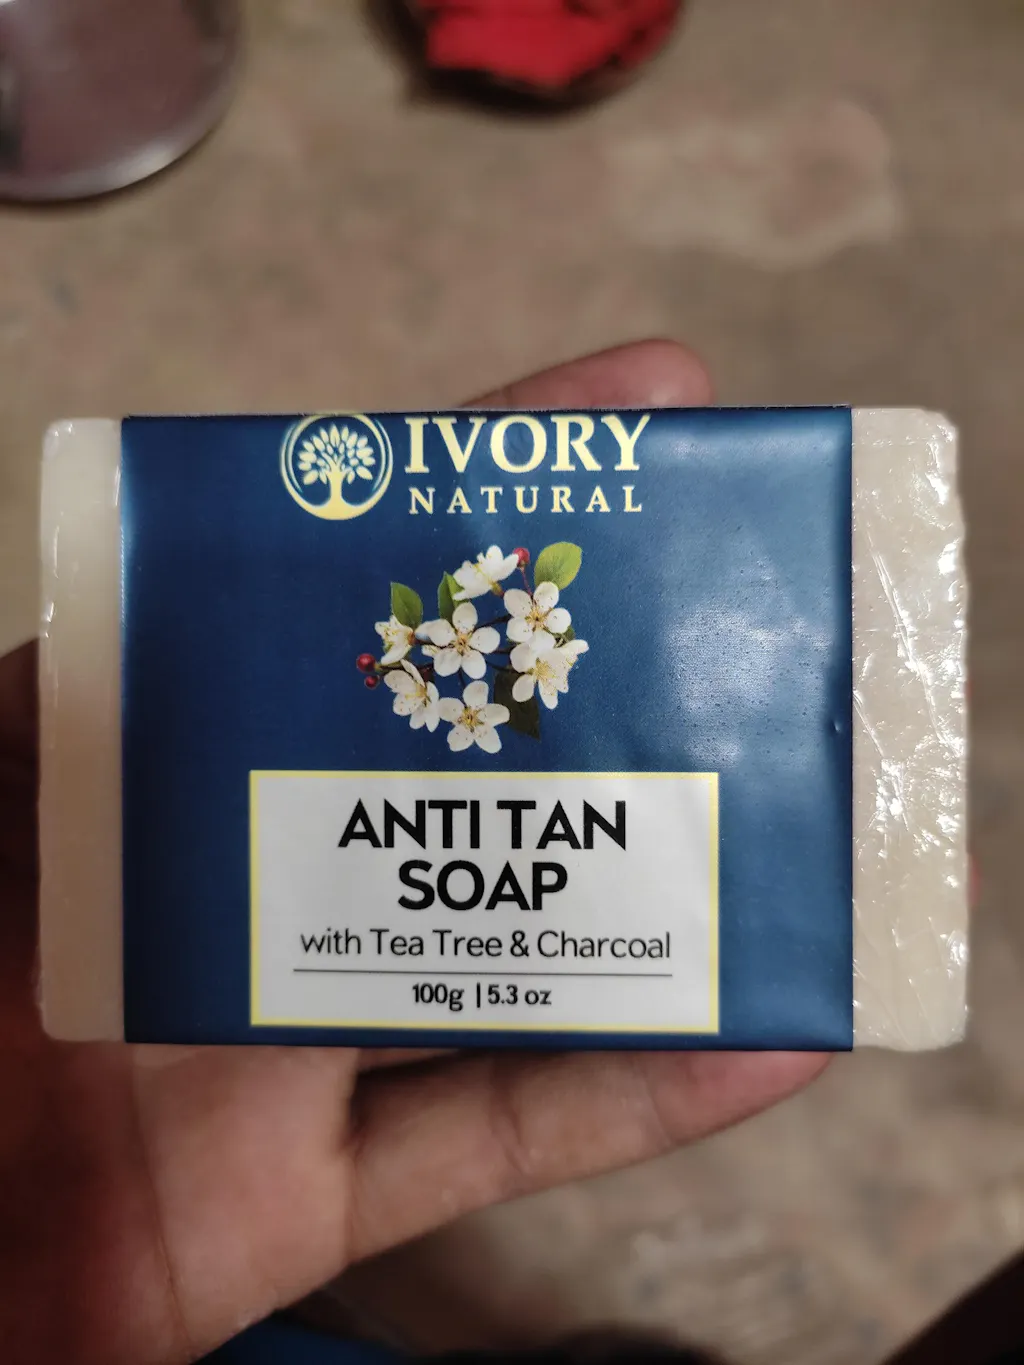 IVORY
NATURAL
ANTI TAN
SOAP
with Tea Tree & Charcoal
100g | 5.3 oz